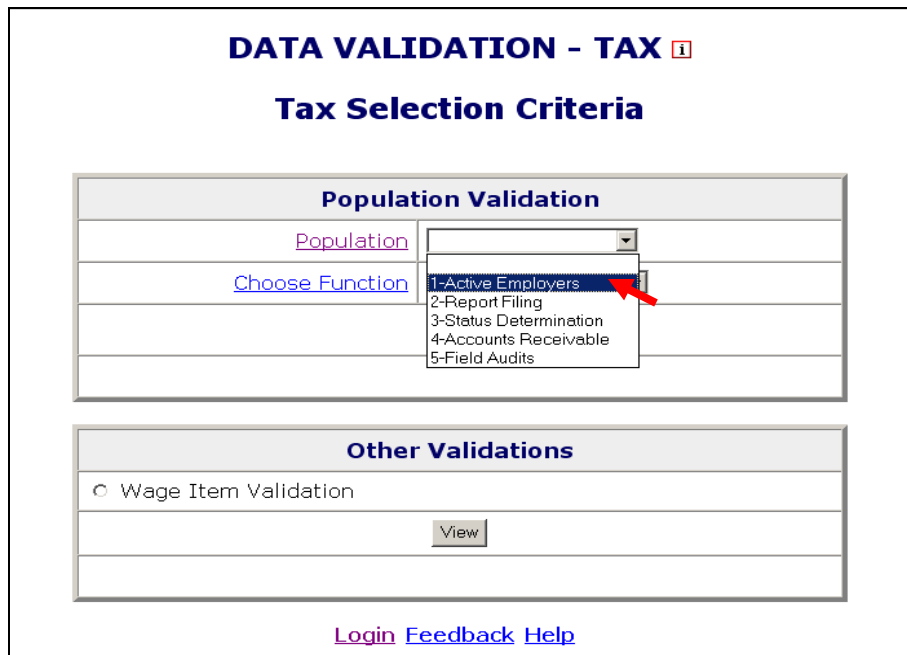 DATA VALIDATION - TAX i
Tax Selection Criteria
Population Validation
Population
Choose Function
1-Active Employers
2-Report Filing
3-Status Determination
4-Accounts Receivable
5-Field Audits
Other Validations
Wage Item Validation
View
Login Feedback Help